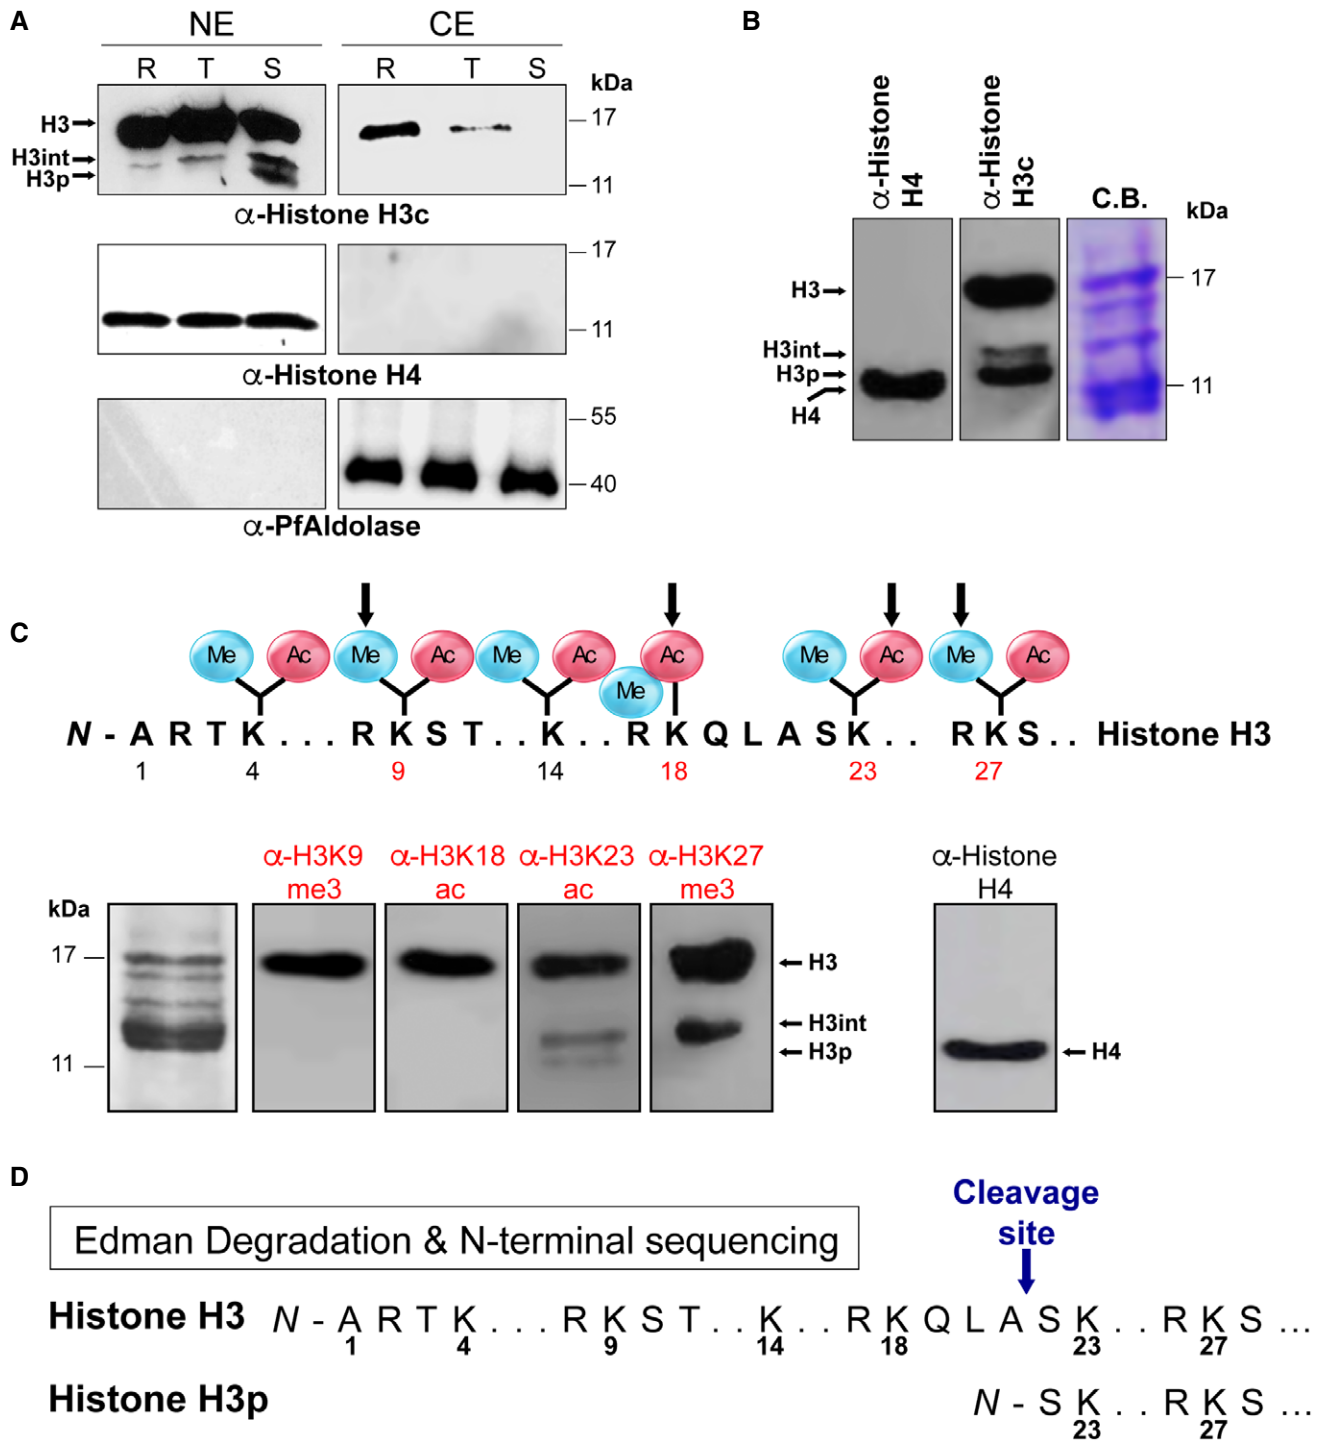 A
NE CE
R T S R T S
kDa
H3
H3int
H3p
17
11
α-Histone H3c
17
11
α-Histone H4
55
40
α-PfAldolase
B
α-Histone H4
α-Histone H3c
C.B.
kDa
H3
H3int
H3p
H4
17
11
C
Me Ac Me Ac Me Ac Me Ac Me Ac Me Ac
N - A R T K . . . R K S T . . K . . R K Q L A S K . . R K S . . Histone H3
1 4 9 14 18 23 27
α-H3K9 me3
α-H3K18 ac
α-H3K23 ac
α-H3K27 me3
α-Histone H4
kDa
17
11
H3
H3int
H3p
H4
D
Cleavage
site
Edman Degradation & N-terminal sequencing
Histone H3 N - A R T K . . . R K S T . . K . . R K Q L A S K . . R K S ...
1 4 9 14 18 23 27
Histone H3p N - S K . . R K S ...
23 27